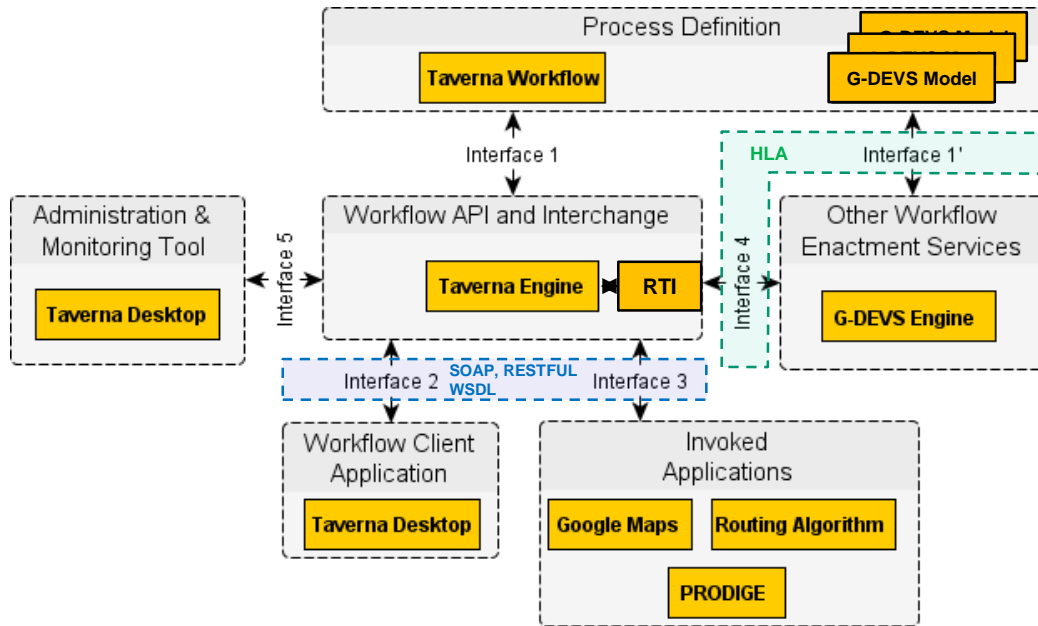 Process Definition
G-DEVS Model
Taverna Workflow
G-DEVS Model
Interface 1
HLA
Interface 1'
Administration &
Monitoring Tool
Taverna Desktop
Interface 5
Workflow API and Interchange
Taverna Engine
RTI
Interface 4
Other Workflow
Enactment Services
G-DEVS Engine
Interface 2
SOAP, RESTFUL
WSDL
Interface 3
Workflow Client
Application
Taverna Desktop
Invoked
Applications
Google Maps
Routing Algorithm
PRODIGE